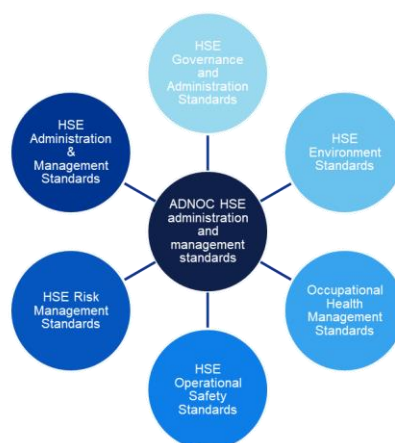 HSE
Governance
and
Administration
Standards
HSE
Administration
&
Management
Standards
HSE
Environment
Standards
ADNOC HSE
administration
and
management
standards
HSE Risk
Management
Standards
Occupational
Health
Management
Standards
HSE
Operational
Safety
Standards